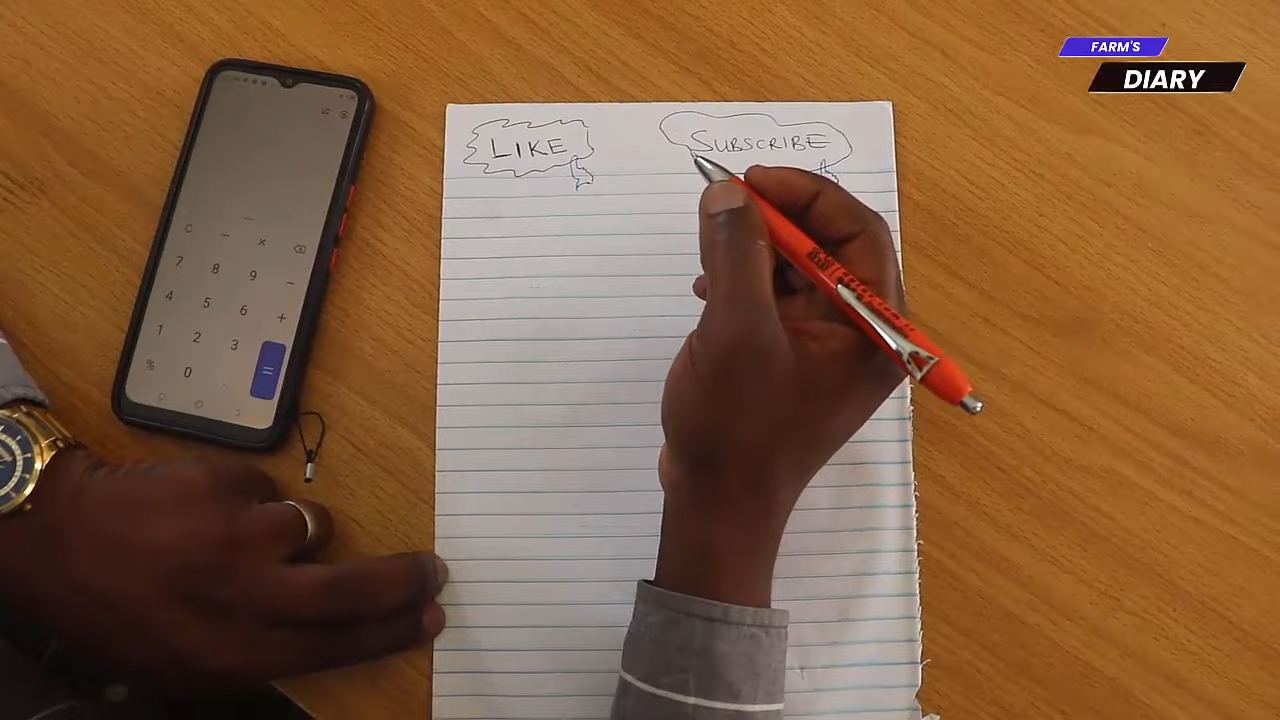 FARM'S
DIARY
LIKE
SUBSCRIBE
C
×
7 8 9 −
4 5 6 +
1 2 3
% 0 =